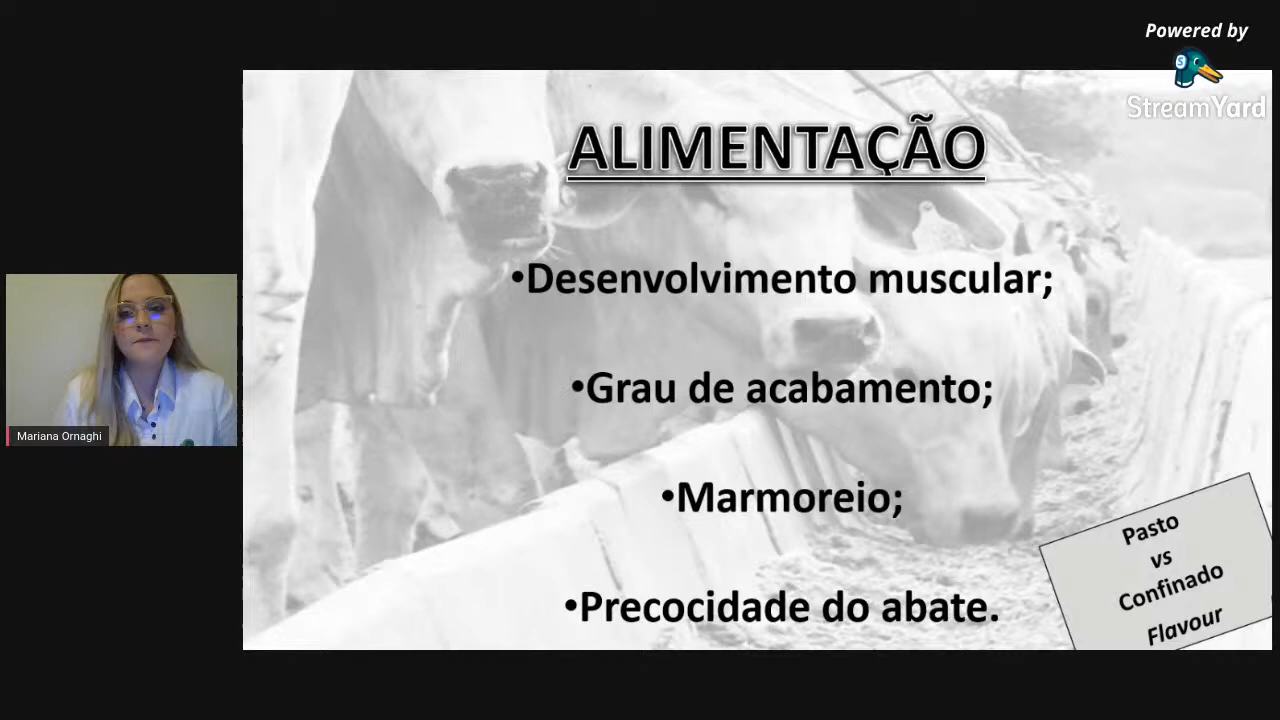 Powered by
StreamYard
ALIMENTAÇÃO
•Desenvolvimento muscular;
•Grau de acabamento;
•Marmoreio;
•Precocidade do abate.
Pasto
vs
Confinado
Flavour
Mariana Ornaghi